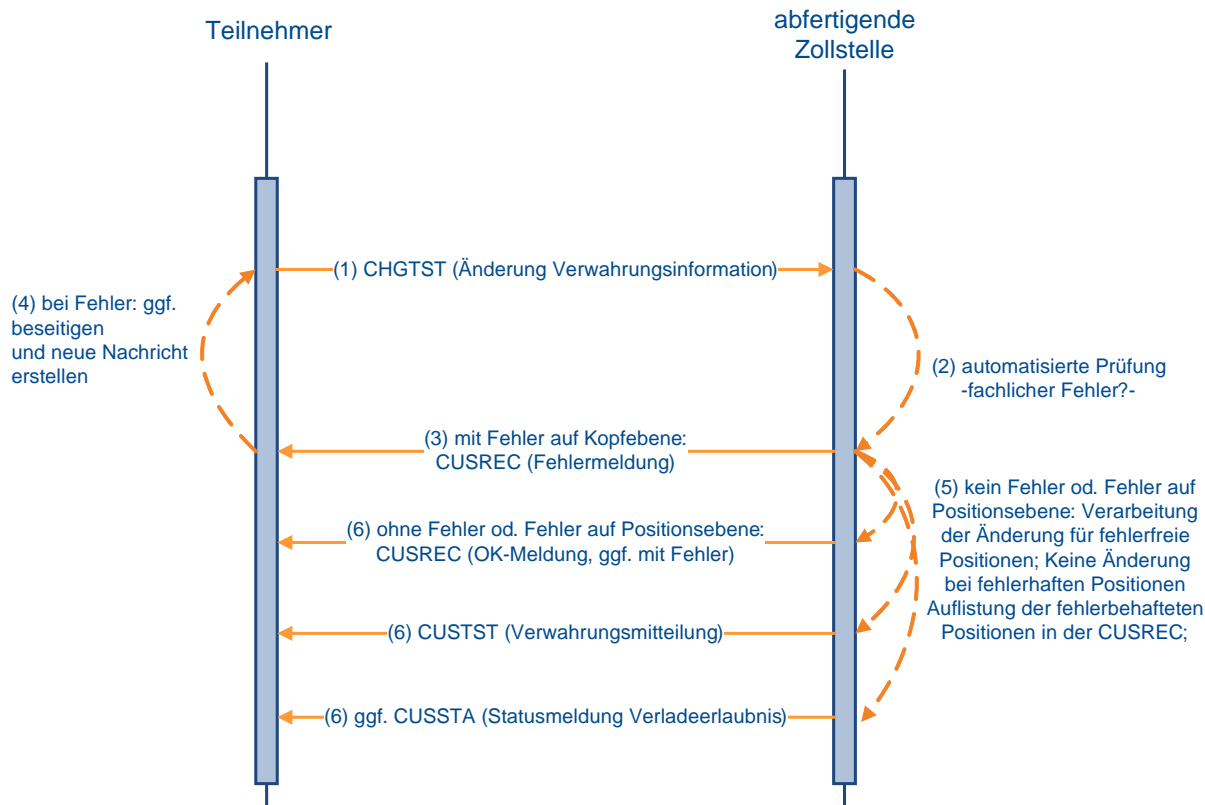 Teilnehmer
abfertigende
Zollstelle
(1) CHGTST (Änderung Verwahrungsinformation)
(4) bei Fehler: ggf.
beseitigen
und neue Nachricht
erstellen
(2) automatisierte Prüfung
-fachlicher Fehler?-
(3) mit Fehler auf Kopfebene:
CUSREC (Fehlermeldung)
(5) kein Fehler od. Fehler auf
Positionsebene: Verarbeitung
der Änderung für fehlerfreie
Positionen; Keine Änderung
bei fehlerhaften Positionen
Auflistung der fehlerbehafteten
Positionen in der CUSREC;
(6) ohne Fehler od. Fehler auf Positionsebene:
CUSREC (OK-Meldung, ggf. mit Fehler)
(6) CUSTST (Verwahrungsmitteilung)
(6) ggf. CUSSTA (Statusmeldung Verladeerlaubnis)